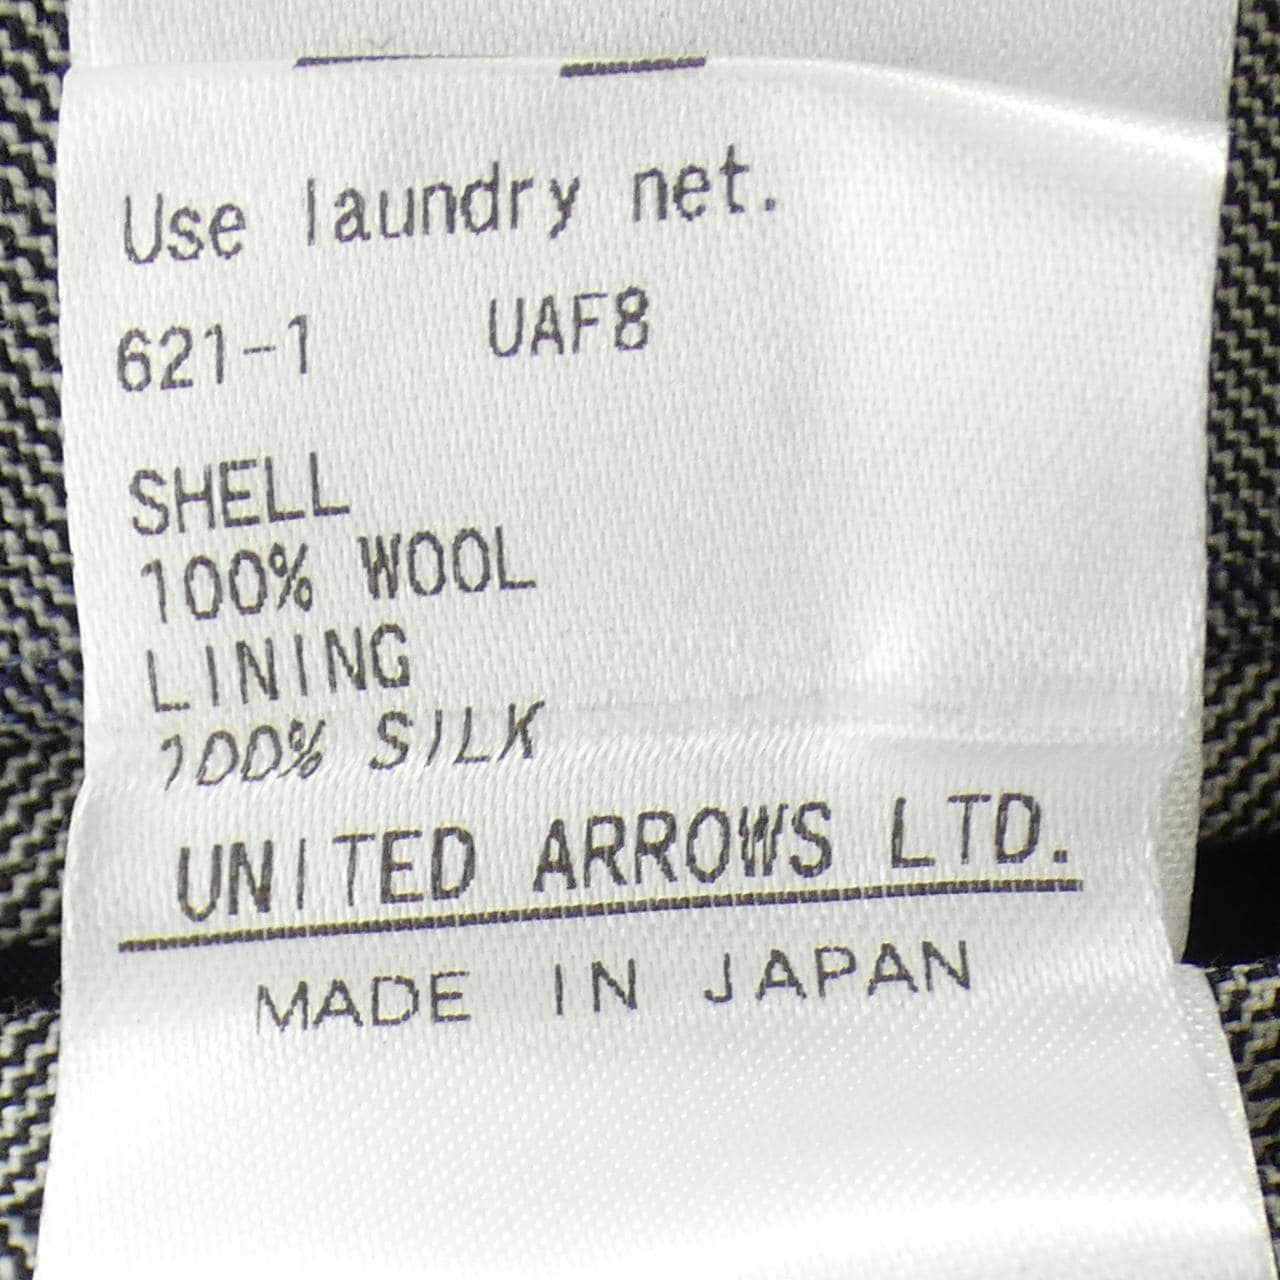 Use laundry net.
621-1 UAF8
SHELL
100% WOOL
LINING
100% SILK
UNITED ARROWS LTD.
MADE IN JAPAN